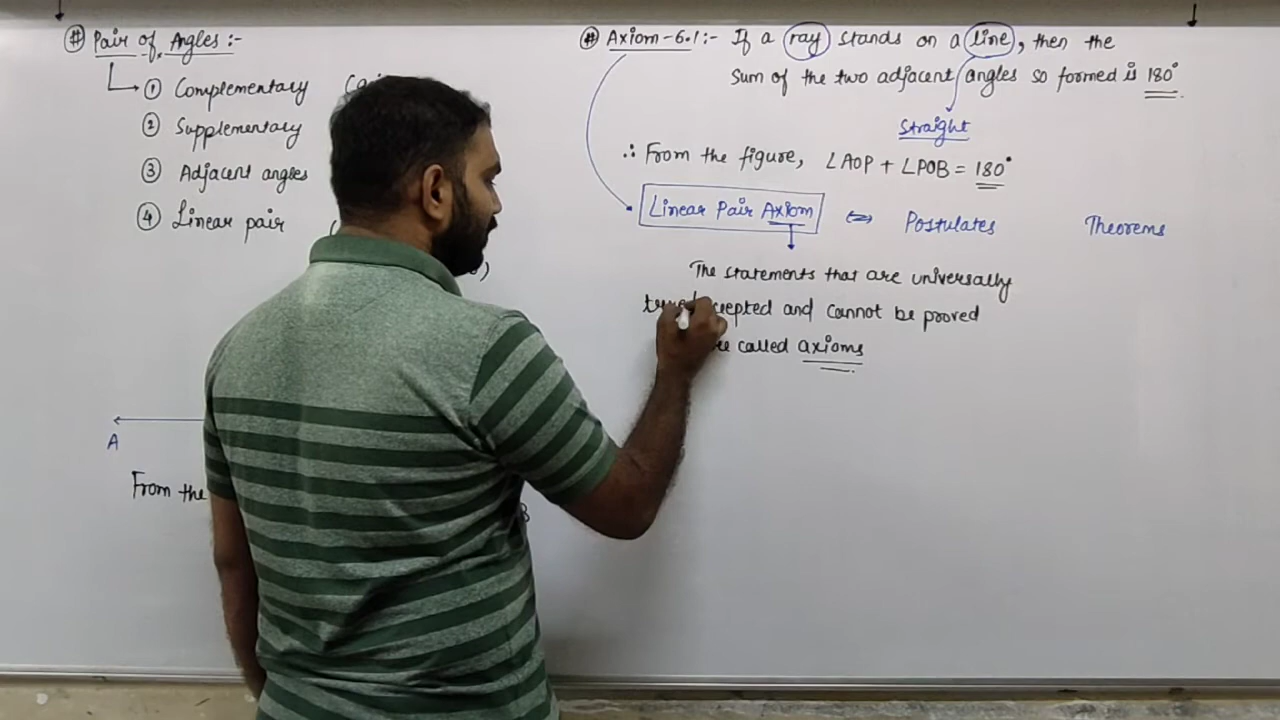 # Pair of Angles :-
① Complementary
② Supplementary
③ Adjacent angles
④ Linear pair
A
From the
B
# Axiom-6.1:- If a ray stands on a line, then the
sum of the two adjacent angles so formed is 180°
Straight
∴ From the figure, ∠AOP + ∠POB = 180°
Linear Pair Axiom ⇔ Postulates Theorems
The statements that are universally
and cannot be proved
called axioms